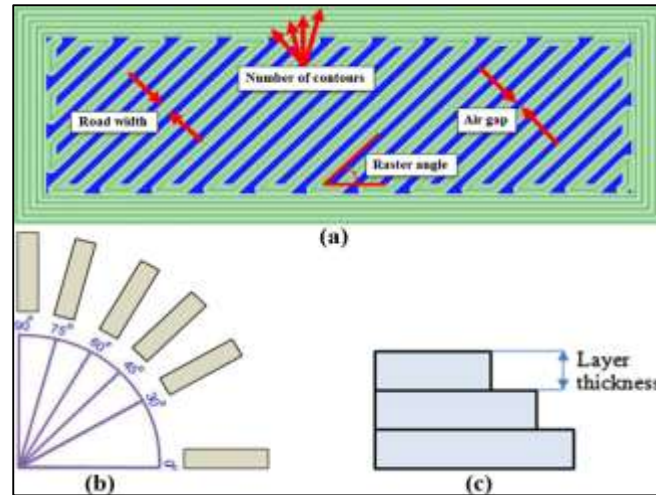 Number of contours
Road width
Air gap
Raster angle
(a)
90°
75°
60°
45°
30°
0°
Layer
thickness
(b)
(c)